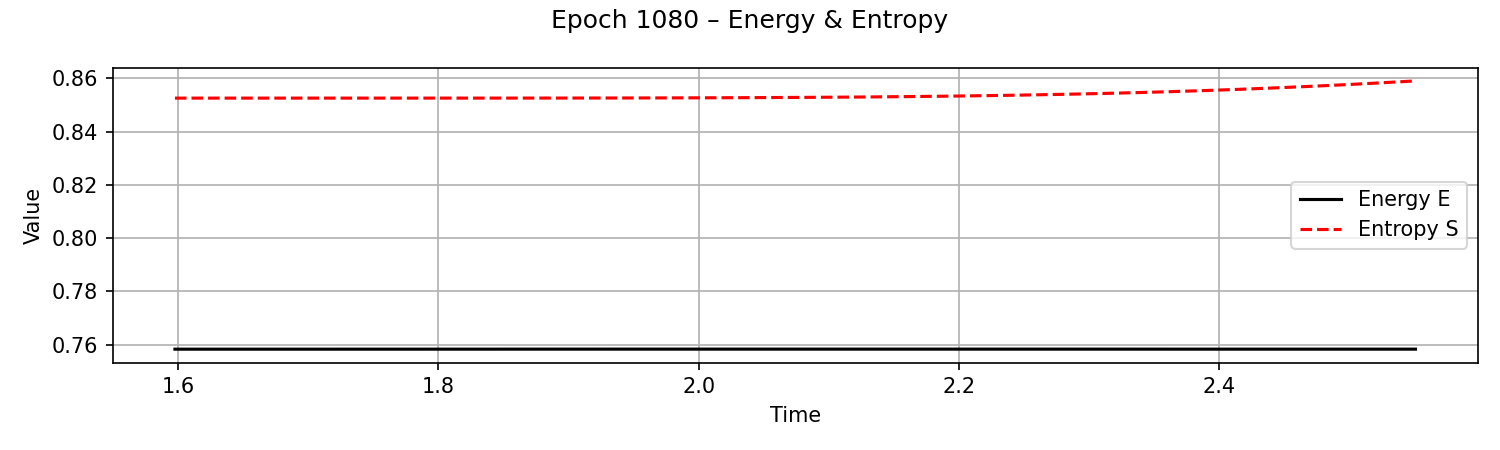 Epoch 1080 – Energy & Entropy
0.86
0.84
0.82
0.80
0.78
0.76
Value
Energy E
Entropy S
1.6 1.8 2.0 2.2 2.4
Time